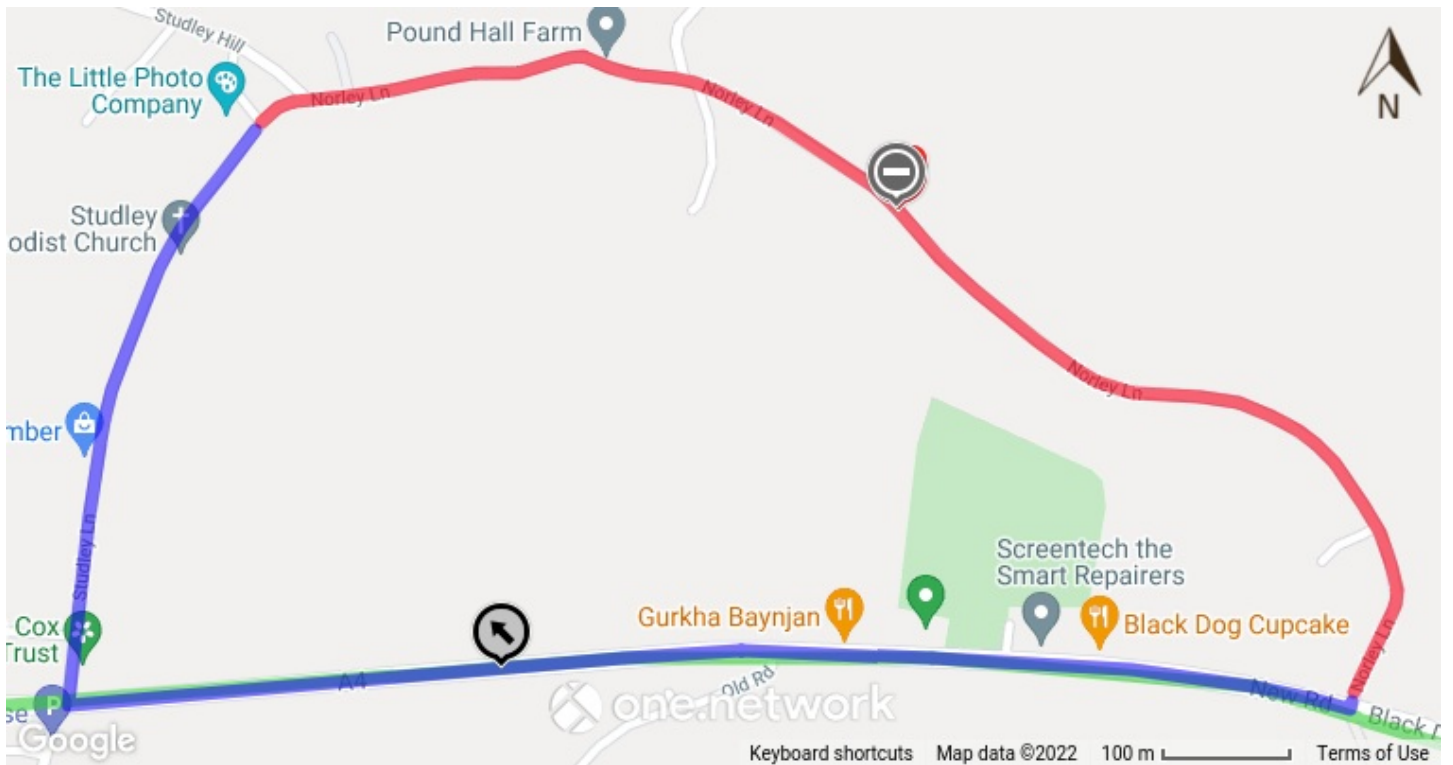 Studley Hill
Pound Hall Farm
N
The Little Photo
Company
Norley Ln
Norley Ln
Studley
odist Church
Norley Ln
mber
Studley Ln
Screentech the
Smart Repairers
Gurkha Baynjan
Black Dog Cupcake
Norley Ln
Cox
Trust
A4
Old Rd
New Rd
Black
P
se
one.network
Google
Keyboard shortcuts
Map data ©2022
100 m
Terms of Use